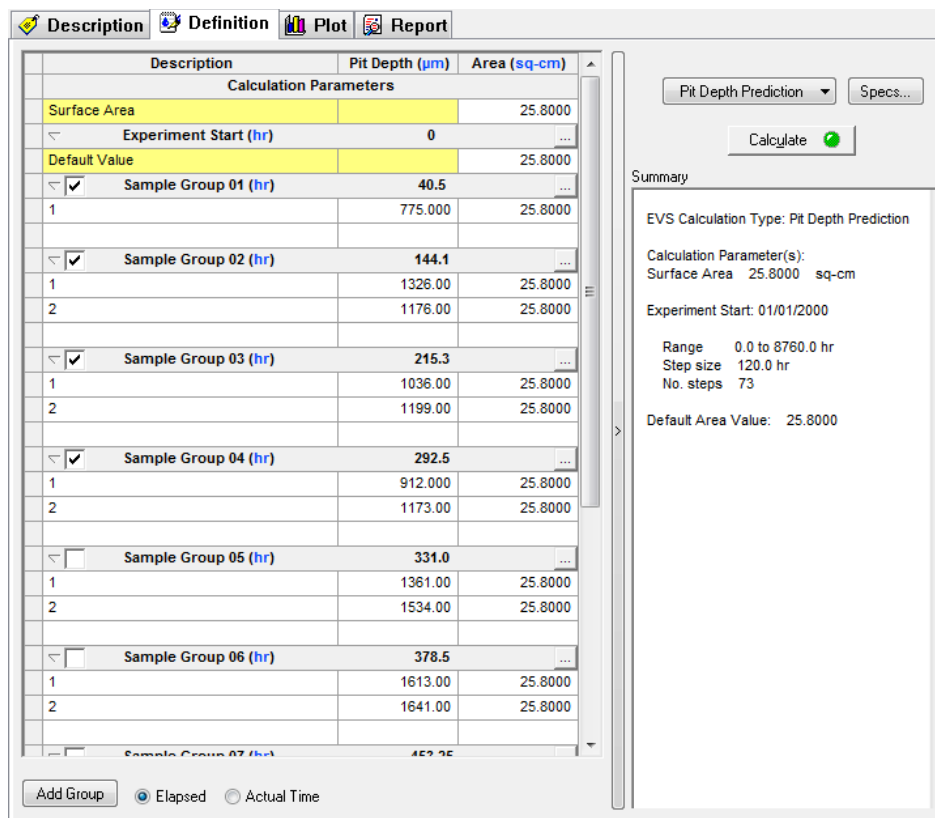 Description Definition Plot Report
Description Pit Depth (µm) Area (sq-cm)
Calculation Parameters
Surface Area 25.8000
Experiment Start (hr) 0 ...
Default Value 25.8000
Sample Group 01 (hr) 40.5 ...
1 775.000 25.8000
Sample Group 02 (hr) 144.1 ...
1 1326.00 25.8000
2 1176.00 25.8000
Sample Group 03 (hr) 215.3 ...
1 1036.00 25.8000
2 1199.00 25.8000
Sample Group 04 (hr) 292.5 ...
1 912.000 25.8000
2 1173.00 25.8000
Sample Group 05 (hr) 331.0 ...
1 1361.00 25.8000
2 1534.00 25.8000
Sample Group 06 (hr) 378.5 ...
1 1613.00 25.8000
2 1641.00 25.8000
Sample Group 07 (hr) 453.25
Add Group Elapsed Actual Time
Pit Depth Prediction Specs...
Calculate
Summary
EVS Calculation Type: Pit Depth Prediction
Calculation Parameter(s):
Surface Area 25.8000 sq-cm
Experiment Start: 01/01/2000
Range 0.0 to 8760.0 hr
Step size 120.0 hr
No. steps 73
Default Area Value: 25.8000